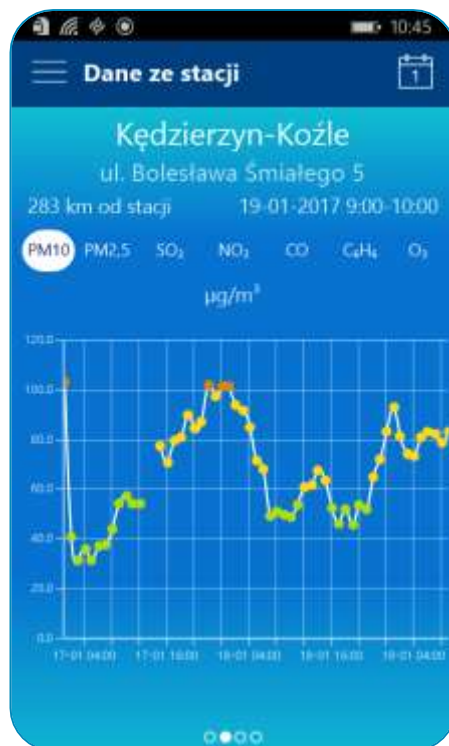 10:45
Dane ze stacji
1
Kędzierzyn-Koźle
ul. Bolesława Śmiałego 5
283 km od stacji 19-01-2017 9:00-10:00
PM10 PM2,5 SO₂ NO₂ CO C₆H₆ O₃
µg/m³
120.0
100.0
80.0
60.0
40.0
20.0
0.0
17-01 04:00 17-01 16:00 18-01 04:00 18-01 16:00 19-01 04:00